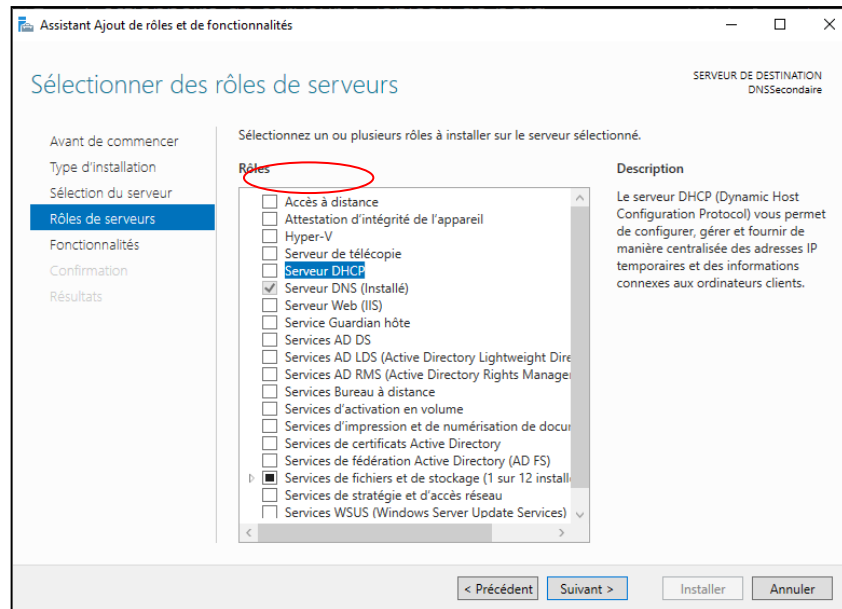 Assistant Ajout de rôles et de fonctionnalités
Sélectionner des rôles de serveurs
SERVEUR DE DESTINATION
DNSSecondaire
Avant de commencer
Type d'installation
Sélection du serveur
Rôles de serveurs
Fonctionnalités
Confirmation
Résultats
Sélectionnez un ou plusieurs rôles à installer sur le serveur sélectionné.
Rôles
Accès à distance
Attestation d'intégrité de l'appareil
Hyper-V
Serveur de télécopie
Serveur DHCP
Serveur DNS (Installé)
Serveur Web (IIS)
Service Guardian hôte
Services AD DS
Services AD LDS (Active Directory Lightweight Dire
Services AD RMS (Active Directory Rights Manage
Services Bureau à distance
Services d'activation en volume
Services d'impression et de numérisation de docu
Services de certificats Active Directory
Services de fédération Active Directory (AD FS)
Services de fichiers et de stockage (1 sur 12 install
Services de stratégie et d'accès réseau
Services WSUS (Windows Server Update Services)
Description
Le serveur DHCP (Dynamic Host
Configuration Protocol) vous permet
de configurer, gérer et fournir de
manière centralisée des adresses IP
temporaires et des informations
connexes aux ordinateurs clients.
< Précédent
Suivant >
Installer
Annuler